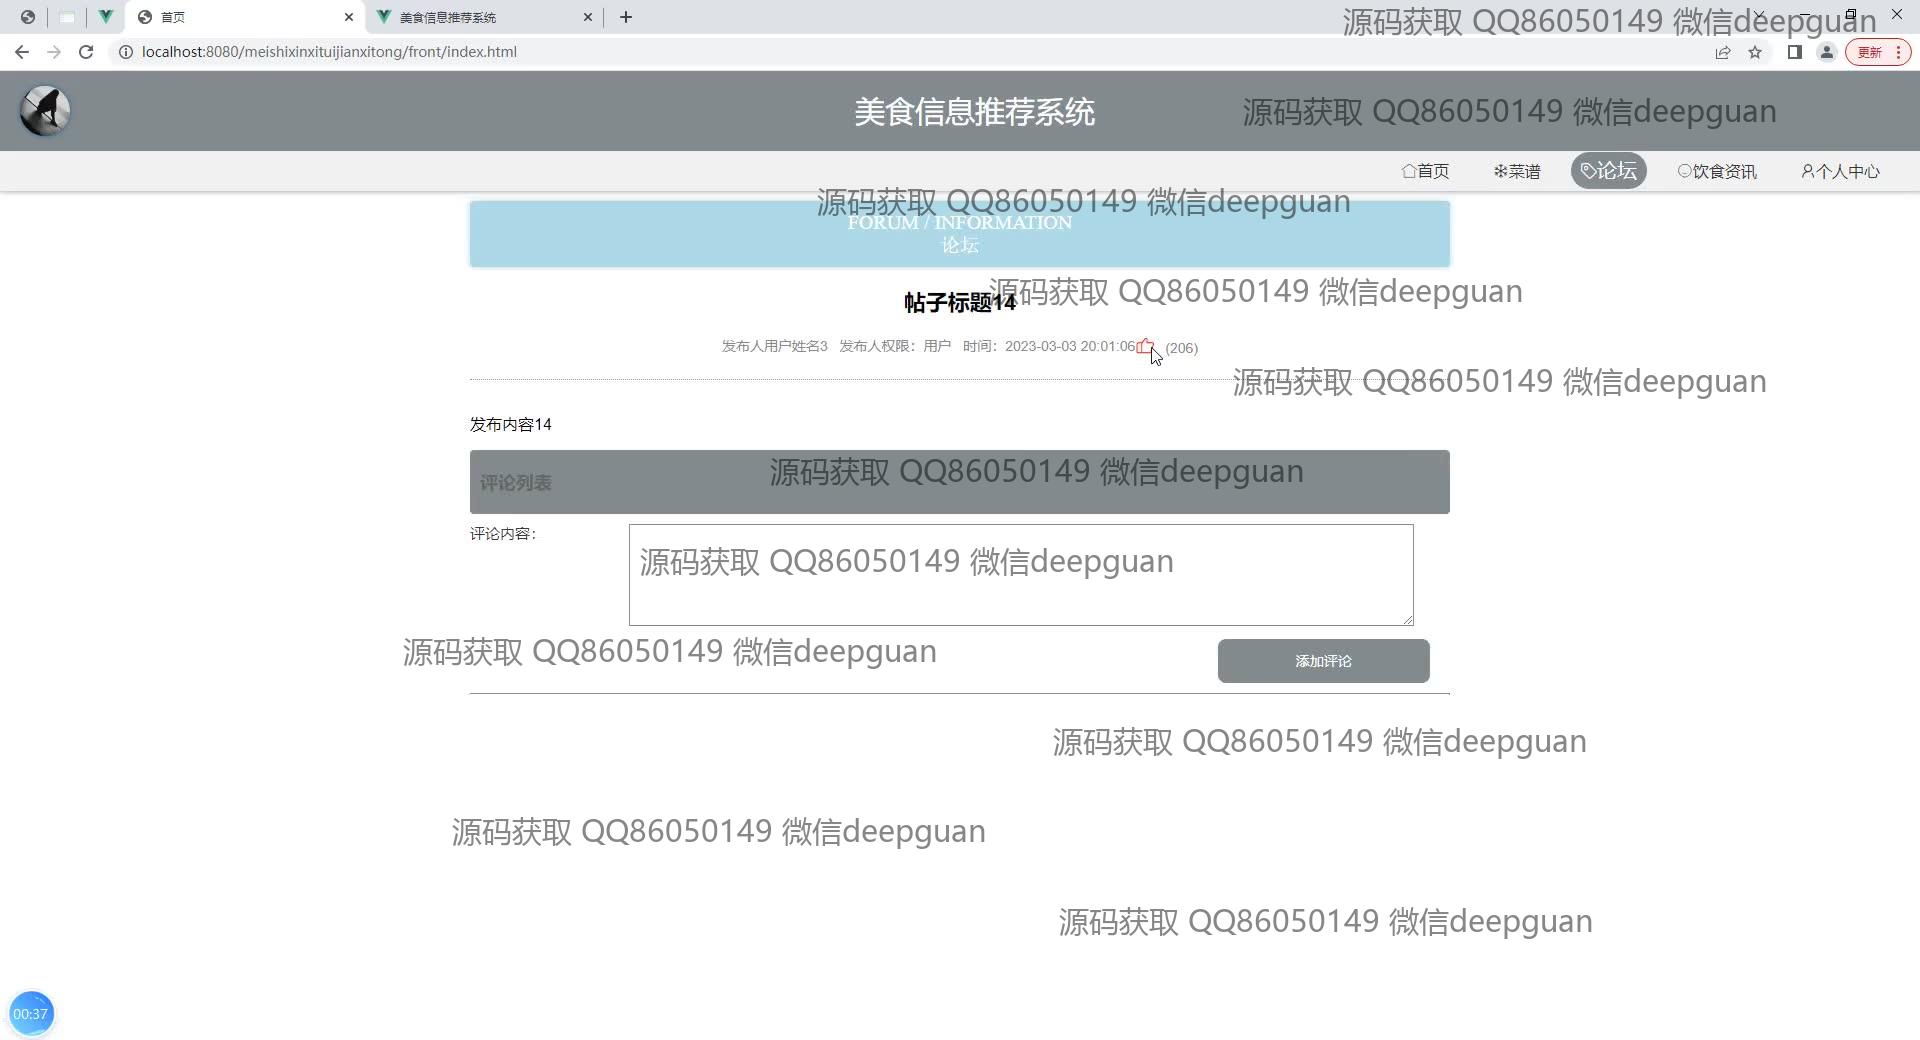 首页
美食信息推荐系统
源码获取 QQ86050149 微信deepguan
localhost:8080/meishixinxituijianxitong/front/index.html
更新
美食信息推荐系统
源码获取 QQ86050149 微信deepguan
首页
菜谱
论坛
饮食资讯
个人中心
源码获取 QQ86050149 微信deepguan
FORUM / INFORMATION
论坛
源码获取 QQ86050149 微信deepguan
帖子标题14
发布人用户姓名3 发布人权限：用户 时间：2023-03-03 20:01:06 (206)
源码获取 QQ86050149 微信deepguan
发布内容14
源码获取 QQ86050149 微信deepguan
评论列表
评论内容：
源码获取 QQ86050149 微信deepguan
源码获取 QQ86050149 微信deepguan
添加评论
源码获取 QQ86050149 微信deepguan
源码获取 QQ86050149 微信deepguan
源码获取 QQ86050149 微信deepguan
00:37